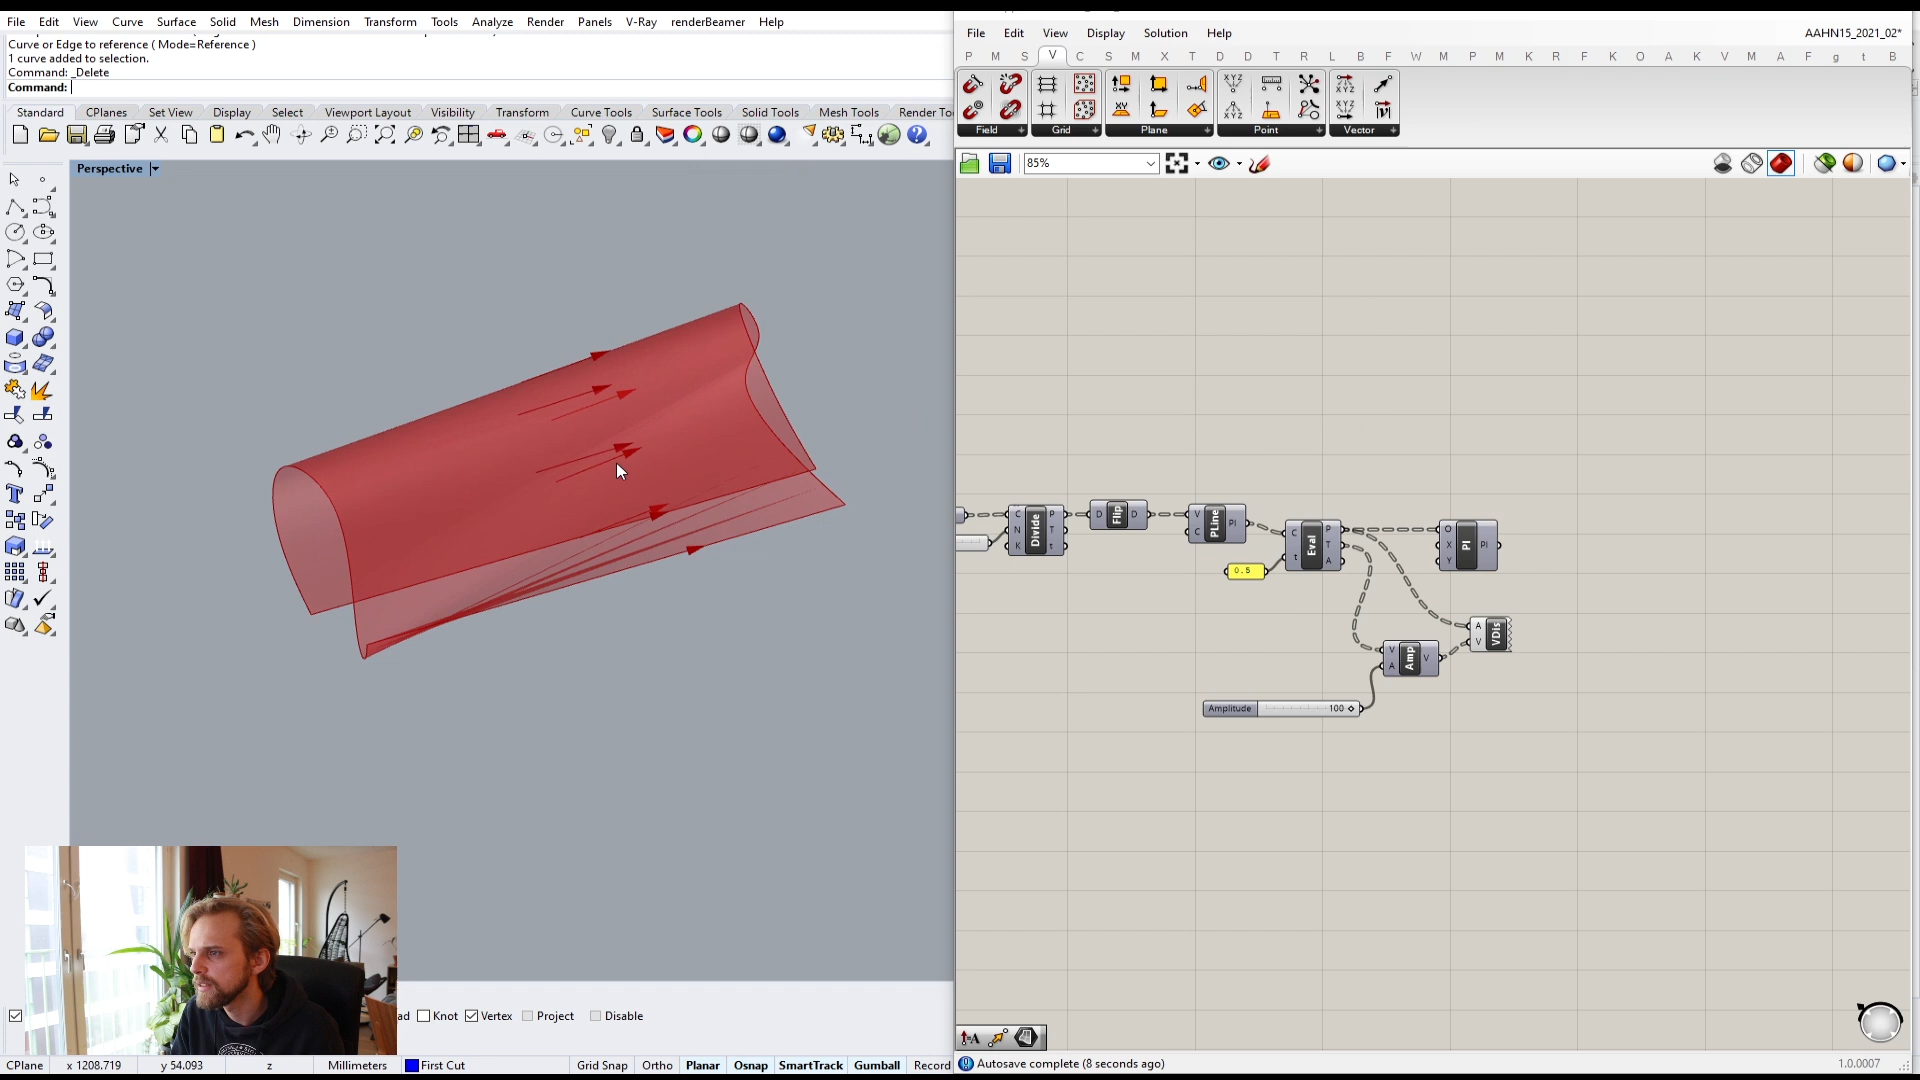 File Edit View Curve Surface Solid Mesh Dimension Transform Tools Analyze Render Panels V-Ray renderBeamer Help
Curve or Edge to reference ( Mode=Reference )
1 curve added to selection.
Command: _Delete
Command:
Standard CPlanes Set View Display Select Viewport Layout Visibility Transform Curve Tools Surface Tools Solid Tools Mesh Tools Render To
Perspective
File Edit View Display Solution Help
AAHN15_2021_02*
P M S V C S M X T D D T R L B F W M K R F K O A V M A F g t B
Field Grid Plane Point Vector
85%
C N K Divide P T t
D Flip D
V C PLine Pl
C t Eval P T A
0.5
O X Y Pl Pl
A V VDis
V A Amp V
Amplitude 100
ad Knot Vertex Project Disable
CPlane x 1208.719 y 54.093 z Millimeters First Cut Grid Snap Ortho Planar Osnap SmartTrack Gumball Record
Autosave complete (8 seconds ago)
1.0.0007